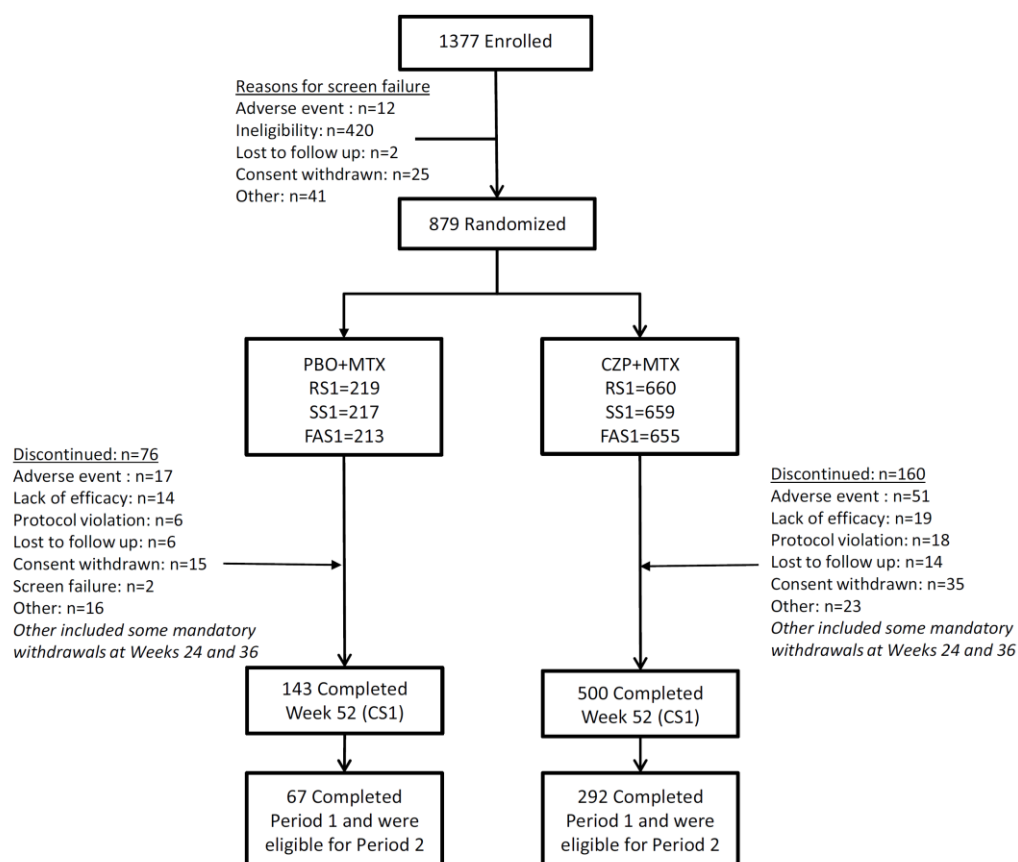 1377 Enrolled
Reasons for screen failure
Adverse event : n=12
Ineligibility: n=420
Lost to follow up: n=2
Consent withdrawn: n=25
Other: n=41
879 Randomized
PBO+MTX
RS1=219
SS1=217
FAS1=213
CZP+MTX
RS1=660
SS1=659
FAS1=655
Discontinued: n=76
Adverse event : n=17
Lack of efficacy: n=14
Protocol violation: n=6
Lost to follow up: n=6
Consent withdrawn: n=15
Screen failure: n=2
Other: n=16
Other included some mandatory
withdrawals at Weeks 24 and 36
Discontinued: n=160
Adverse event : n=51
Lack of efficacy: n=19
Protocol violation: n=18
Lost to follow up: n=14
Consent withdrawn: n=35
Other: n=23
Other included some mandatory
withdrawals at Weeks 24 and 36
143 Completed
Week 52 (CS1)
500 Completed
Week 52 (CS1)
67 Completed
Period 1 and were
eligible for Period 2
292 Completed
Period 1 and were
eligible for Period 2